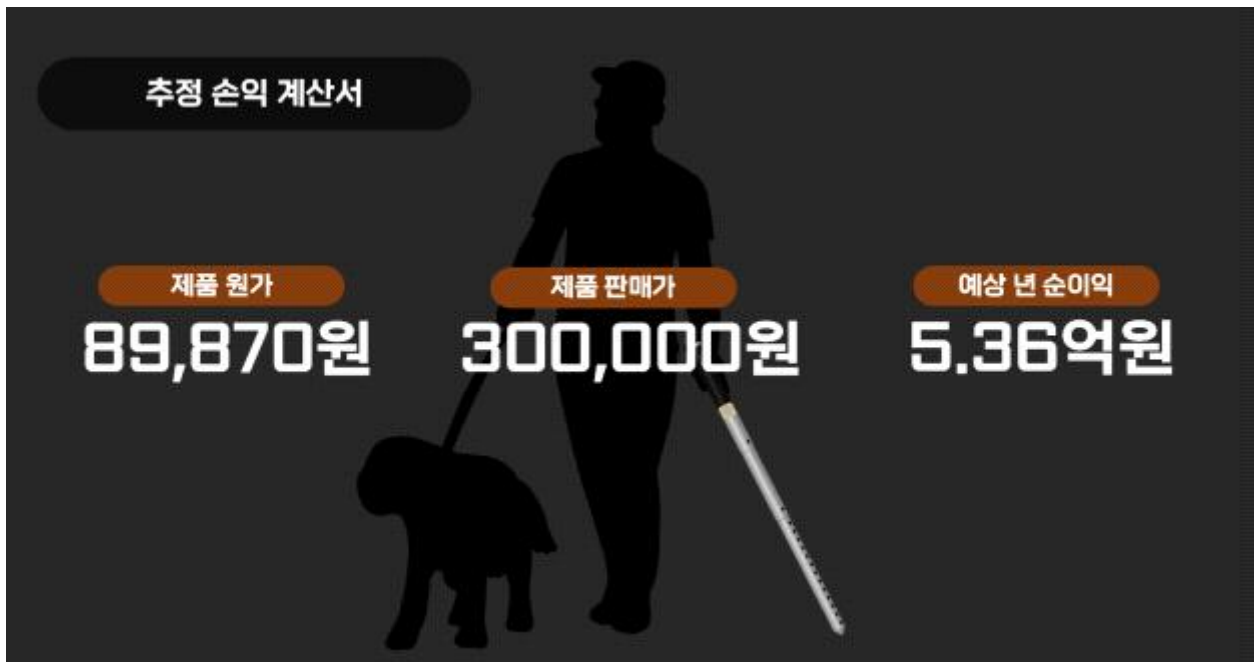 추정 손익 계산서
제품 원가
89,870원
제품 판매가
300,000원
예상 년 순이익
5.36억원